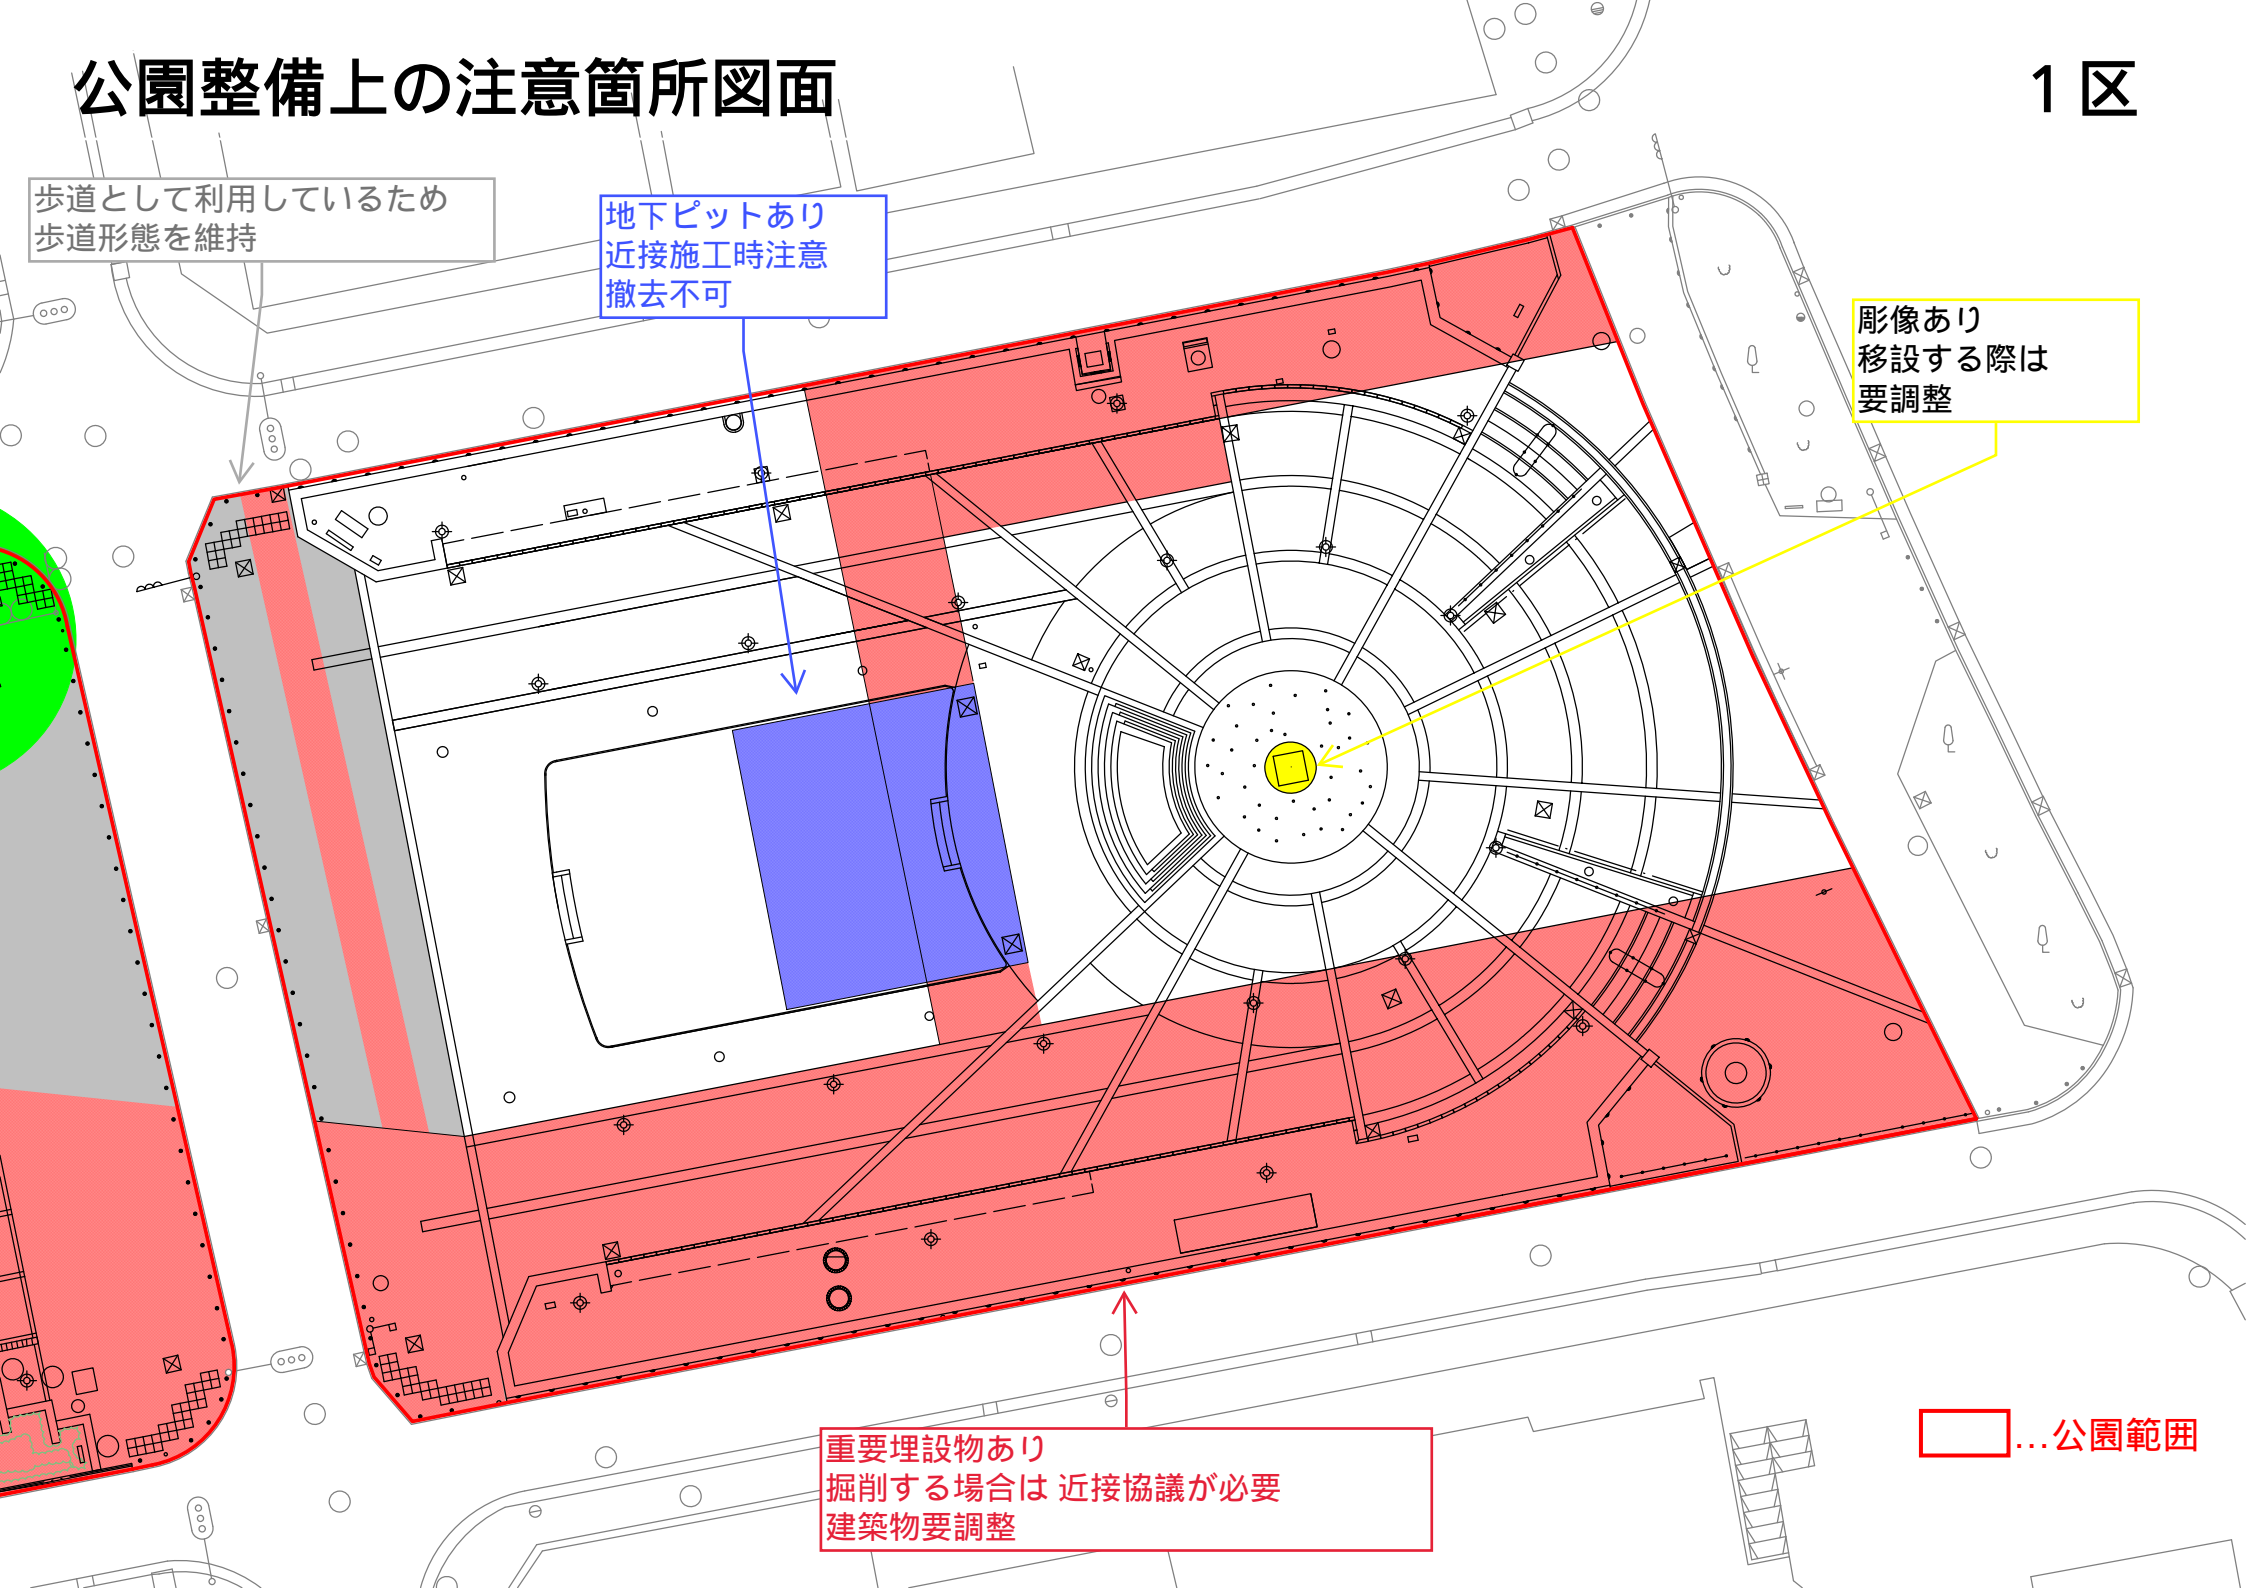 公園整備上の注意箇所図面
1区
歩道として利用しているため
歩道形態を維持
地下ピットあり
近接施工時注意
撤去不可
彫像あり
移設する際は
要調整
重要埋設物あり
掘削する場合は 近接協議が必要
建築物要調整
…公園範囲